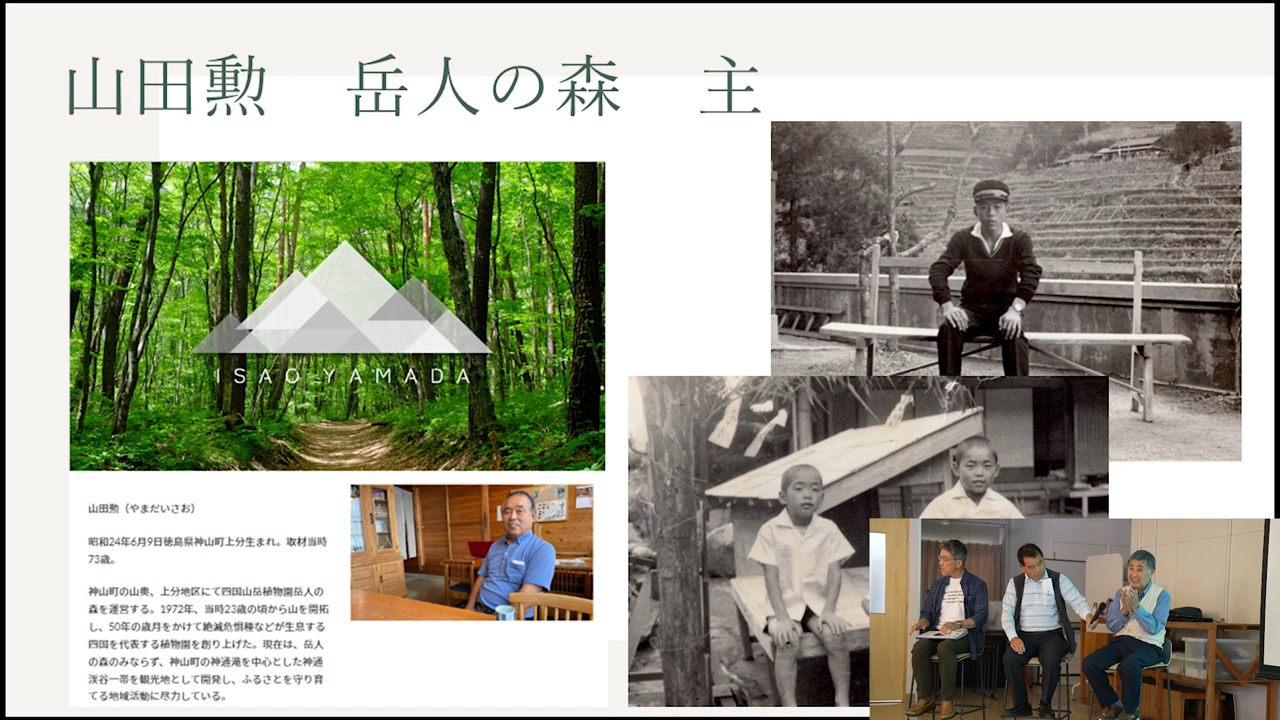 山田勲　岳人の森　主
ISAO YAMADA
山田勲（やまだいさお）
昭和24年6月9日徳島県神山町上分生まれ。取材当時
73歳。
神山町の山奥、上分地区にて四国山岳植物園岳人の
森を運営する。1972年、当時23歳の頃から山を開拓
し、50年の歳月をかけて絶滅危惧種などが生息する
四国を代表する植物園を創り上げた。現在は、岳人
の森のみならず、神山町の神通滝を中心とした神通
渓谷一帯を観光地として開発し、ふるさとを守り育
てる地域活動に尽力している。